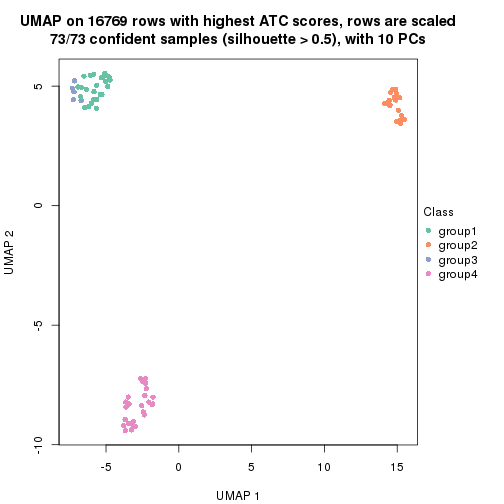 UMAP on 16769 rows with highest ATC scores, rows are scaled
73/73 confident samples (silhouette > 0.5), with 10 PCs
5
0
-5
-10
UMAP 2
-5
0
5
10
15
UMAP 1
Class
group1
group2
group3
group4